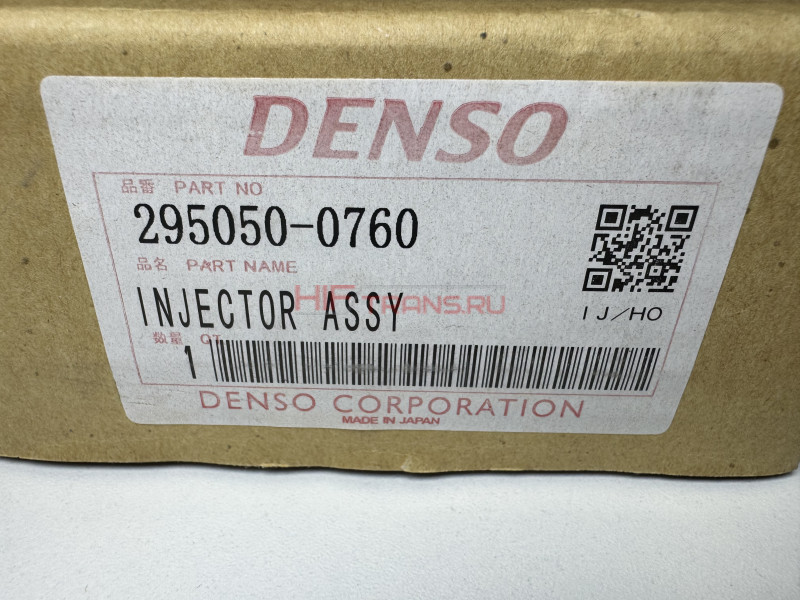 DENSO
品番 PART NO
295050-0760
品名 PART NAME
HIFTRANS.RU
INJECTOR ASSY
IJ/HO
数量 QT
1
DENSO CORPORATION
MADE IN JAPAN